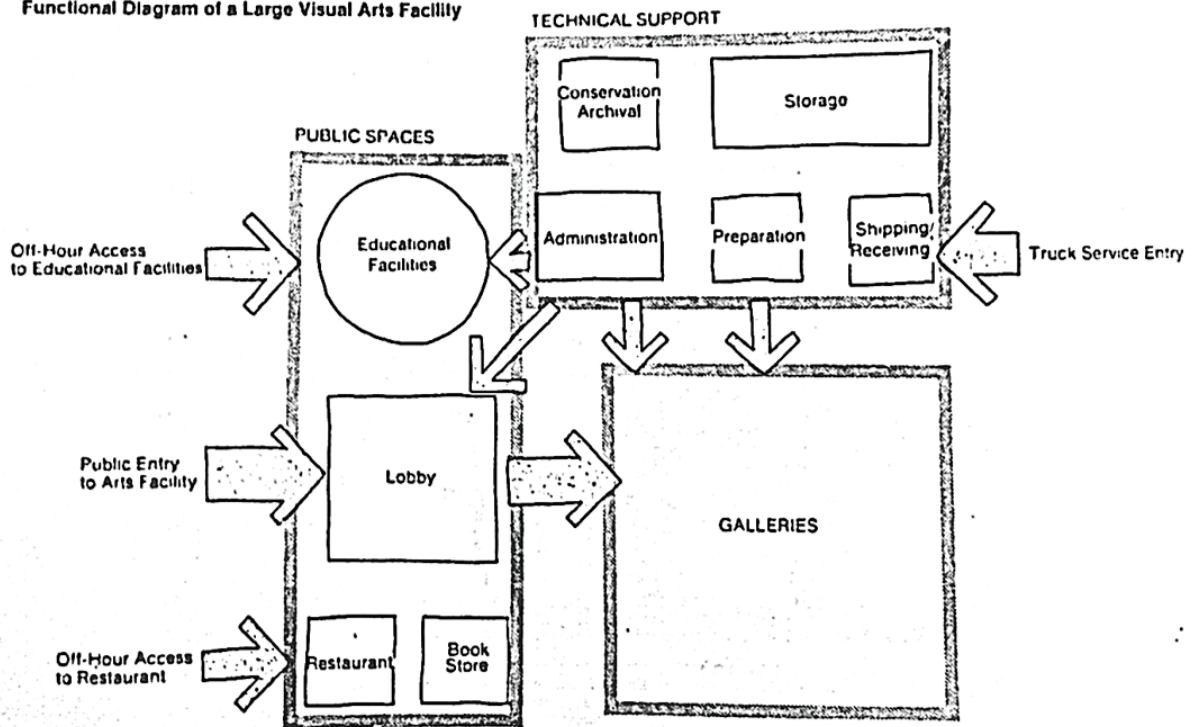 Functional Diagram of a Large Visual Arts Facility
TECHNICAL SUPPORT
Conservation
Archival
Storage
PUBLIC SPACES
Educational
Facilities
Administration
Preparation
Shipping/
Receiving
Off-Hour Access
to Educational Facilities
Truck Service Entry
Public Entry
to Arts Facility
Lobby
GALLERIES
Off-Hour Access
to Restaurant
Restaurant
Book
Store